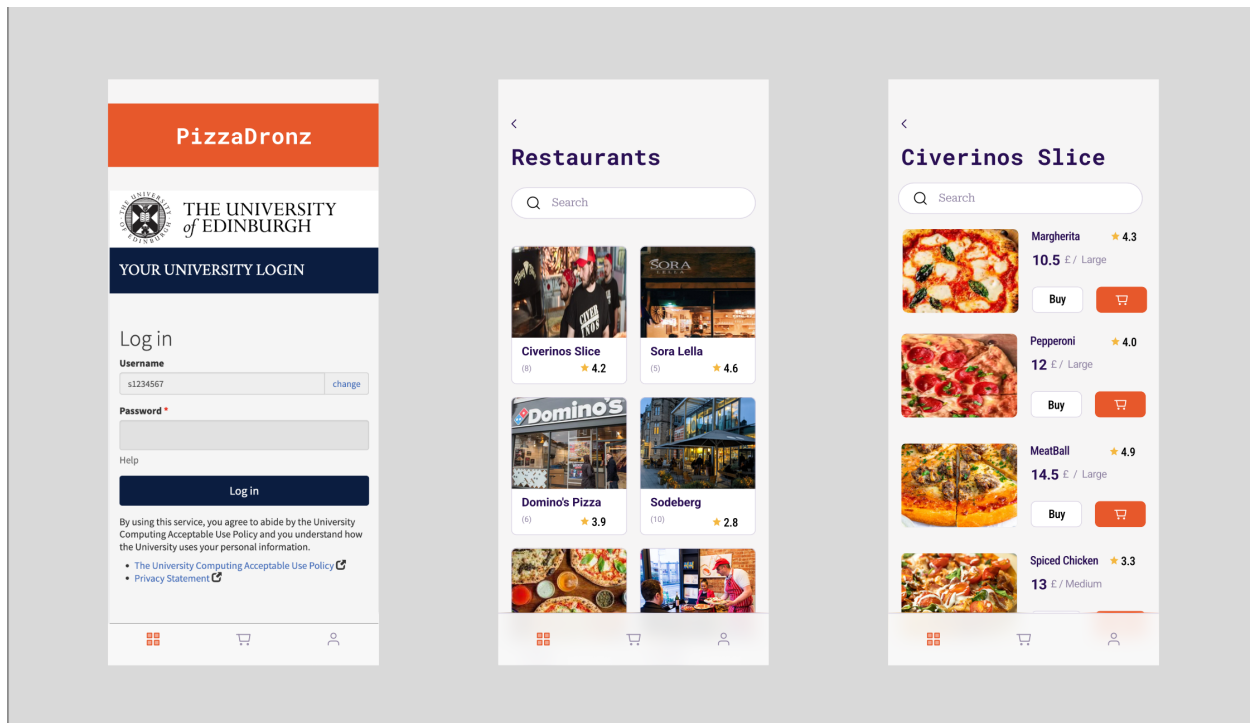 PizzaDronz
THE UNIVERSITY
of EDINBURGH
YOUR UNIVERSITY LOGIN
Log in
Username
s1234567 change
Password *
Help
Log in
By using this service, you agree to abide by the University
Computing Acceptable Use Policy and you understand how
the University uses your personal information.
• The University Computing Acceptable Use Policy
• Privacy Statement
Restaurants
Search
SORA
LELLA
CIVER
INOS
Civerinos Slice
(8) 4.2
Sora Lella
(5) 4.6
Domino's
Domino's Pizza
(6) 3.9
Sodeberg
(10) 2.8
Civerinos Slice
Search
Margherita 4.3
10.5 £ / Large
Buy
Pepperoni 4.0
12 £ / Large
Buy
MeatBall 4.9
14.5 £ / Large
Buy
Spiced Chicken 3.3
13 £ / Medium